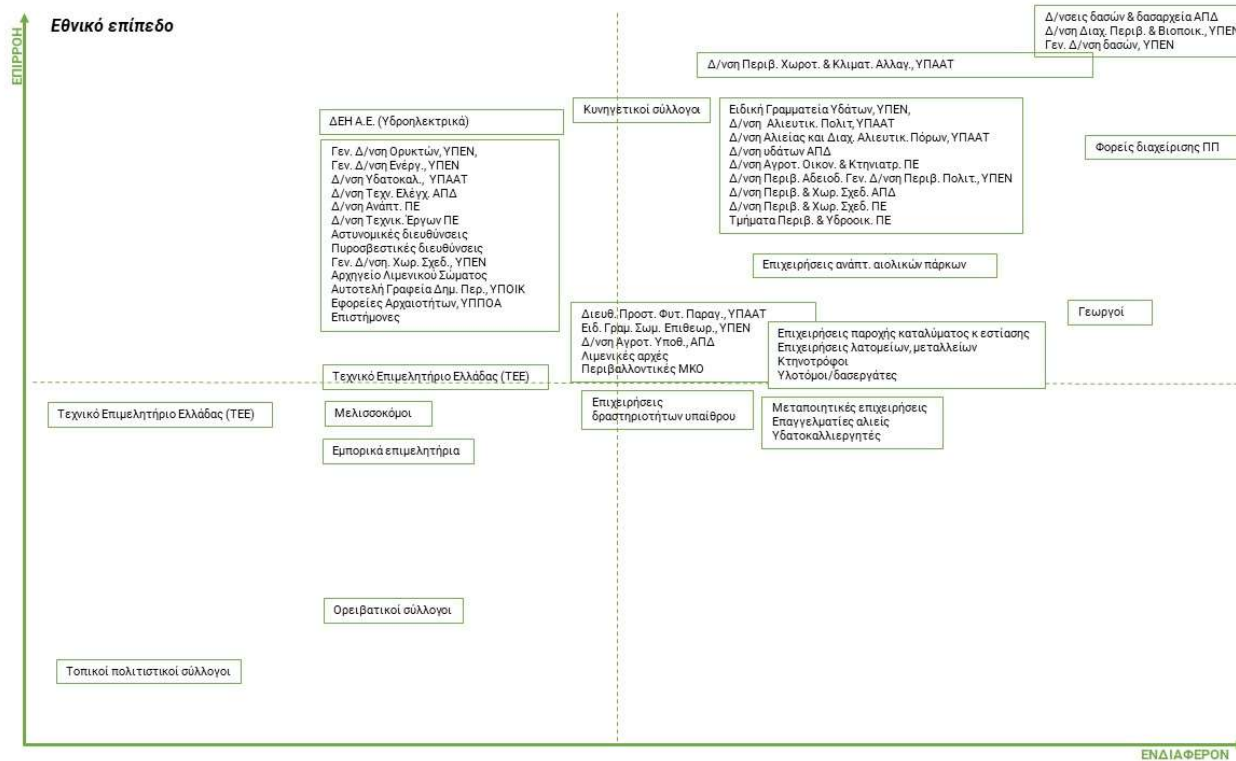 Εθνικό επίπεδο
ΕΠΙΡΡΟΗ
Δ/νσεις δασών & δασαρχεία ΑΠΔ
Δ/νση Διαχ. Περιβ. & Βιοποικ., ΥΠΕΝ
Γεν. Δ/νση δασών, ΥΠΕΝ
Δ/νση Περιβ. Χωροτ. & Κλιματ. Αλλαγ., ΥΠΑΑΤ
Κυνηγετικοί σύλλογοι
ΔΕΗ Α.Ε. (Υδροηλεκτρικά)
Ειδική Γραμματεία Υδάτων, ΥΠΕΝ,
Δ/νση Αλιευτικ. Πολιτ, ΥΠΑΑΤ
Δ/νση Αλιείας και Διαχ. Αλιευτικ. Πόρων, ΥΠΑΑΤ
Δ/νση υδάτων ΑΠΔ
Δ/νση Αγροτ. Οικον. & Κτηνιατρ. ΠΕ
Δ/νση Περιβ. Αδειοδ. Γεν. Δ/νση Περιβ. Πολιτ., ΥΠΕΝ
Δ/νση Περιβ. & Χωρ. Σχεδ. ΑΠΔ
Δ/νση Περιβ. & Χωρ. Σχεδ. ΠΕ
Τμήματα Περιβ. & Υδροοικ. ΠΕ
Φορείς διαχείρισης ΠΠ
Γεν. Δ/νση Ορυκτών, ΥΠΕΝ,
Γεν. Δ/νση Ενέργ., ΥΠΕΝ
Δ/νση Υδατοκαλ., ΥΠΑΑΤ
Δ/νση Τεχν. Ελέγχ. ΑΠΔ
Δ/νση Ανάπτ. ΠΕ
Δ/νση Τεχνικ. Έργων ΠΕ
Αστυνομικές διευθύνσεις
Πυροσβεστικές διευθύνσεις
Γεν. Δ/νση. Χωρ. Σχεδ., ΥΠΕΝ
Αρχηγείο Λιμενικού Σώματος
Αυτοτελή Γραφεία Δημ. Περ., ΥΠΟΙΚ
Εφορείες Αρχαιοτήτων, ΥΠΠΟΑ
Επιστήμονες
Επιχειρήσεις ανάπτ. αιολικών πάρκων
Διευθ. Προστ. Φυτ. Παραγ., ΥΠΑΑΤ
Ειδ. Γραμ. Σωμ. Επιθεωρ., ΥΠΕΝ
Δ/νση Αγροτ. Υποθ., ΑΠΔ
Λιμενικές αρχές
Περιβαλλοντικές ΜΚΟ
Γεωργοί
Επιχειρήσεις παροχής καταλύματος κ εστίασης
Επιχειρήσεις λατομείων, μεταλλείων
Κτηνοτρόφοι
Υλοτόμοι/δασεργάτες
Τεχνικό Επιμελητήριο Ελλάδας (ΤΕΕ)
Τεχνικό Επιμελητήριο Ελλάδας (ΤΕΕ)
Μελισσοκόμοι
Επιχειρήσεις
δραστηριοτήτων υπαίθρου
Μεταποιητικές επιχειρήσεις
Επαγγελματίες αλιείς
Υδατοκαλλιεργητές
Εμπορικά επιμελητήρια
Ορειβατικοί σύλλογοι
Τοπικοί πολιτιστικοί σύλλογοι
ΕΝΔΙΑΦΕΡΟΝ